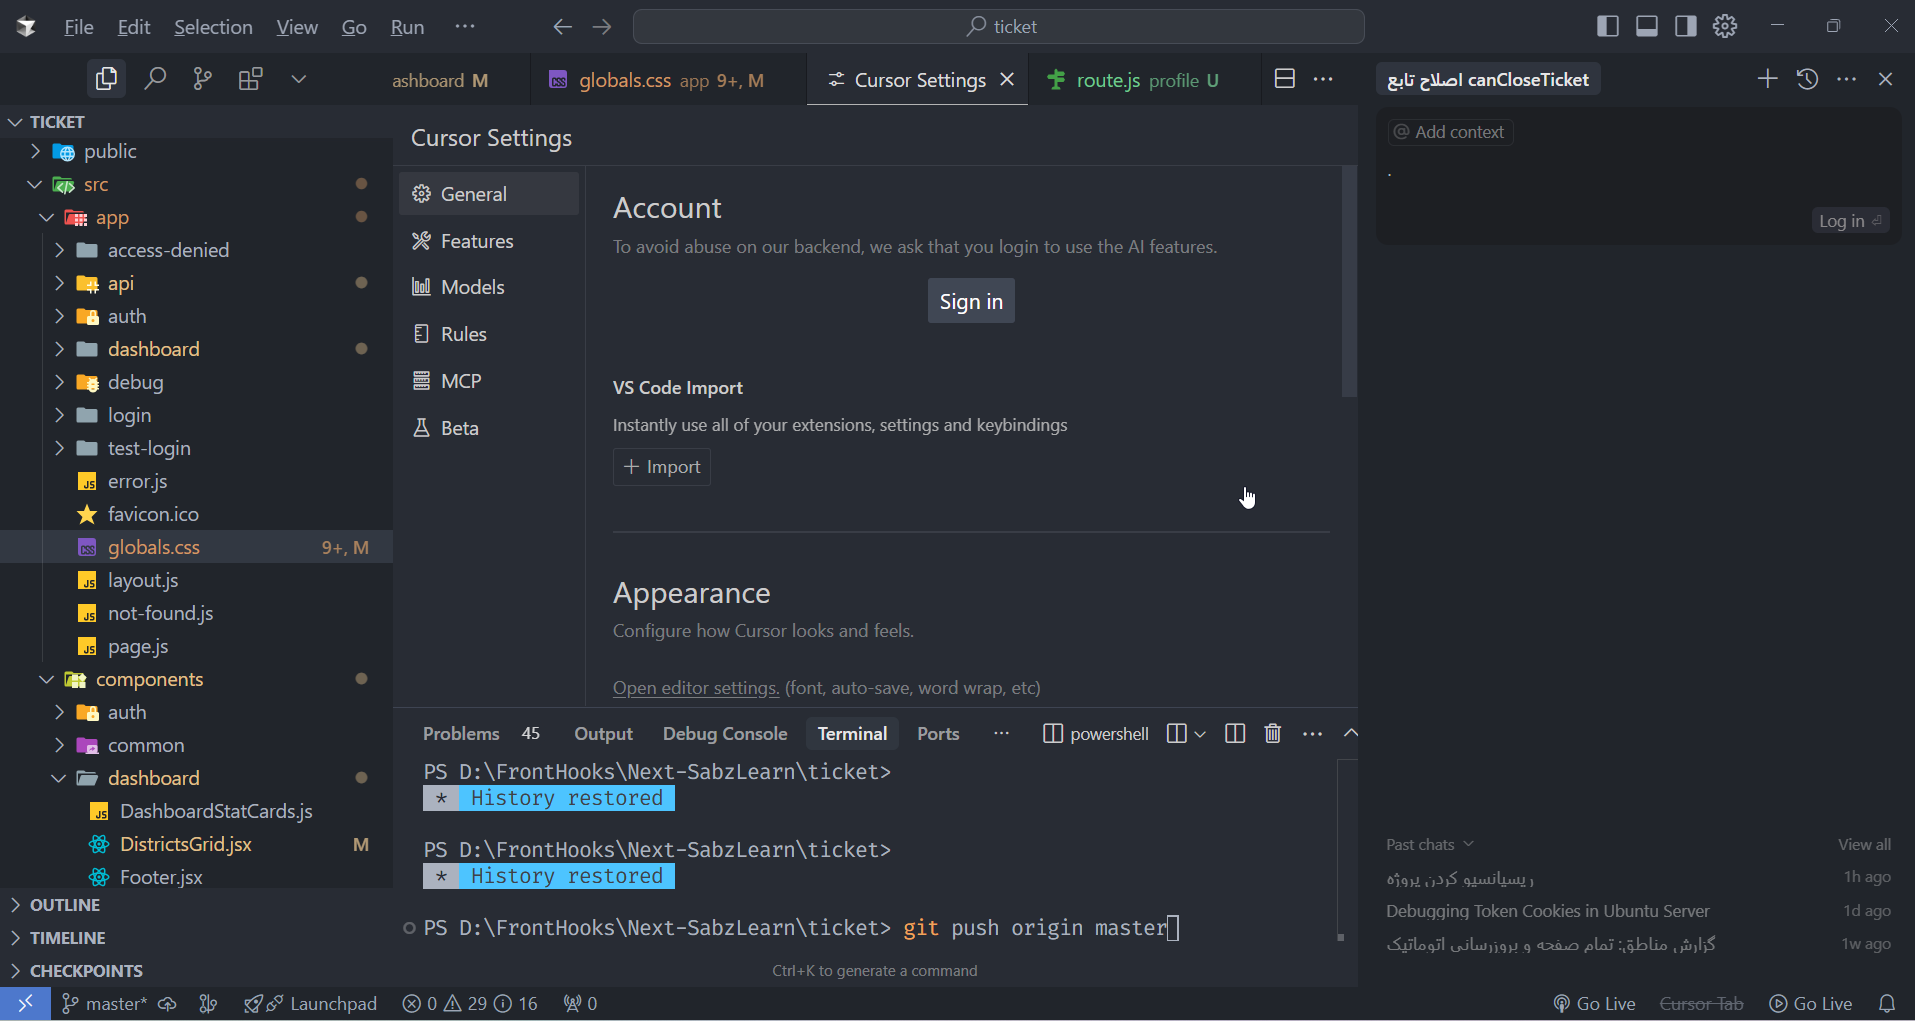 File Edit Selection View Go Run ···
ticket
ashboard M
globals.css app 9+, M
Cursor Settings
route.js profile U
اصلاح تابع canCloseTicket
TICKET
public
src
app
access-denied
api
auth
dashboard
debug
login
test-login
error.js
favicon.ico
globals.css 9+, M
layout.js
not-found.js
page.js
components
auth
common
dashboard
DashboardStatCards.js
DistrictsGrid.jsx M
Footer.jsx
OUTLINE
TIMELINE
CHECKPOINTS
Cursor Settings
General
Features
Models
Rules
MCP
Beta
Account
To avoid abuse on our backend, we ask that you login to use the AI features.
Sign in
VS Code Import
Instantly use all of your extensions, settings and keybindings
+ Import
Appearance
Configure how Cursor looks and feels.
Open editor settings. (font, auto-save, word wrap, etc)
Problems 45 Output Debug Console Terminal Ports ··· powershell
PS D:\FrontHooks\Next-SabzLearn\ticket>
* History restored
PS D:\FrontHooks\Next-SabzLearn\ticket>
* History restored
PS D:\FrontHooks\Next-SabzLearn\ticket> git push origin master
Ctrl+K to generate a command
@ Add context
.
Log in ⏎
Past chats View all
ریسپانسیو کردن پروژه 1h ago
Debugging Token Cookies in Ubuntu Server 1d ago
گزارش مناطق: تمام صفحه و بروزرسانی اتوماتیک 1w ago
master* Launchpad 0 29 16 0
Go Live Cursor Tab Go Live